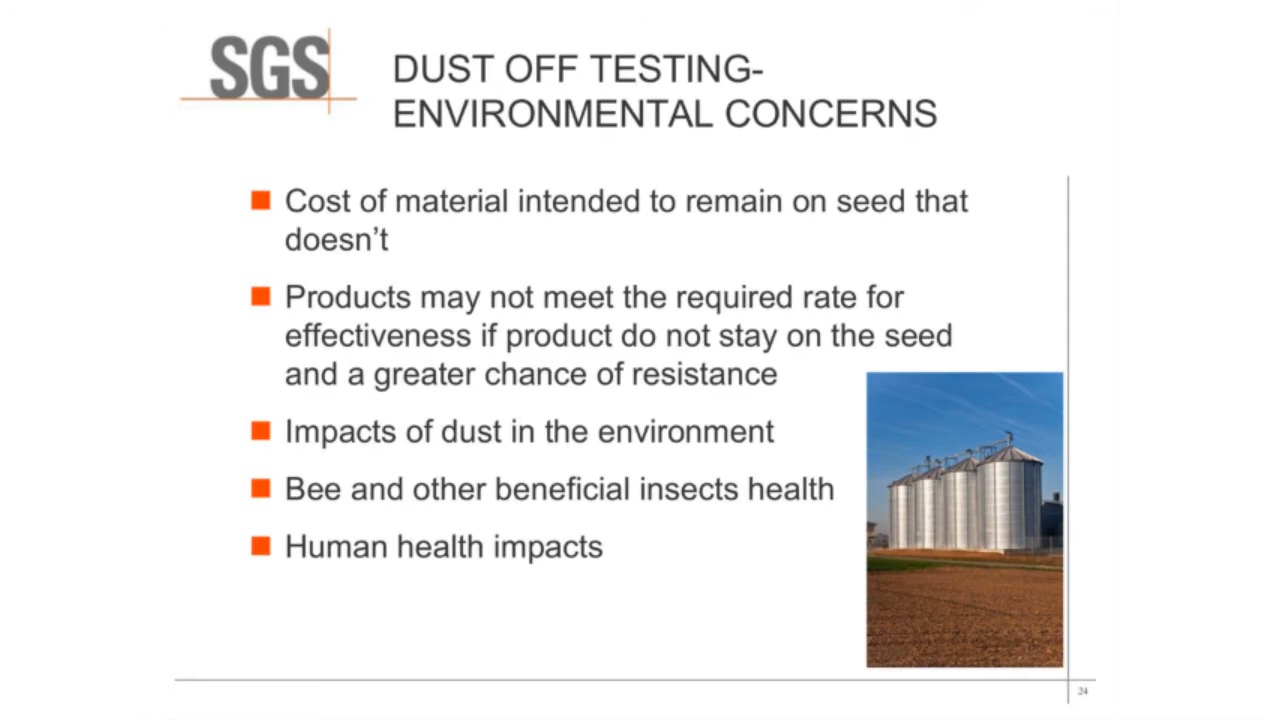 SGS
DUST OFF TESTING-
ENVIRONMENTAL CONCERNS
Cost of material intended to remain on seed that
doesn't
Products may not meet the required rate for
effectiveness if product do not stay on the seed
and a greater chance of resistance
Impacts of dust in the environment
Bee and other beneficial insects health
Human health impacts
24